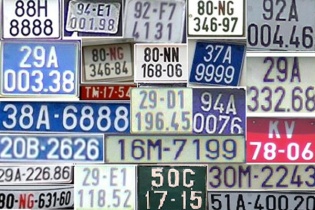 88H
8888
94-E1
001.98
92-F7
4131
80-NG
346-97
92A
004.46
29A
003.38
80-NG
346-84
80-NN
168-06
37A
9999
TM-17-54
29A
332.68
38A-6888
29-D1
196.45
94A
0076
KV
78-06
20B-2626
16M-7199
29A-226.86
29-E1
118.52
50C
17-15
30M-2243
80-NG-631-60
51A-400.20